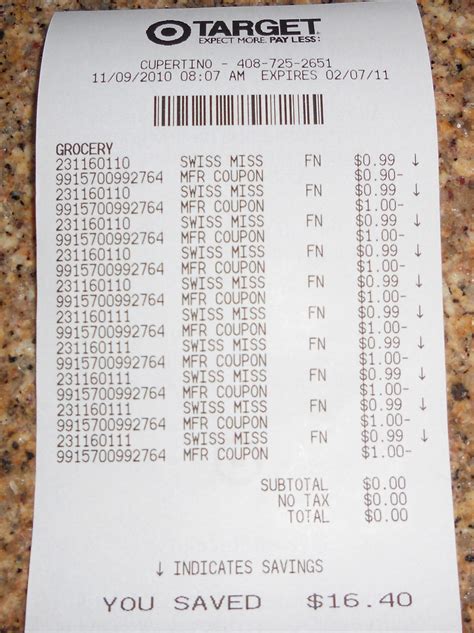 TARGET
EXPECT MORE. PAY LESS.
CUPERTINO - 408-725-2651
11/09/2010 08:07 AM EXPIRES 02/07/11
GROCERY
231160110 SWISS MISS FN $0.99 ↓
9915700992764 MFR COUPON $0.90-
231160110 SWISS MISS FN $0.99 ↓
9915700992764 MFR COUPON $1.00-
231160110 SWISS MISS FN $0.99 ↓
9915700992764 MFR COUPON $1.00-
231160110 SWISS MISS FN $0.99 ↓
9915700992764 MFR COUPON $1.00-
231160110 SWISS MISS FN $0.99 ↓
9915700992764 MFR COUPON $1.00-
231160111 SWISS MISS FN $0.99 ↓
9915700992764 MFR COUPON $1.00-
231160111 SWISS MISS FN $0.99 ↓
9915700992764 MFR COUPON $1.00-
231160111 SWISS MISS FN $0.99 ↓
9915700992764 MFR COUPON $1.00-
231160111 SWISS MISS FN $0.99 ↓
9915700992764 MFR COUPON $1.00-
231160111 SWISS MISS FN $0.99 ↓
9915700992764 MFR COUPON $1.00-
SUBTOTAL $0.00
NO TAX $0.00
TOTAL $0.00
↓ INDICATES SAVINGS
YOU SAVED $16.40